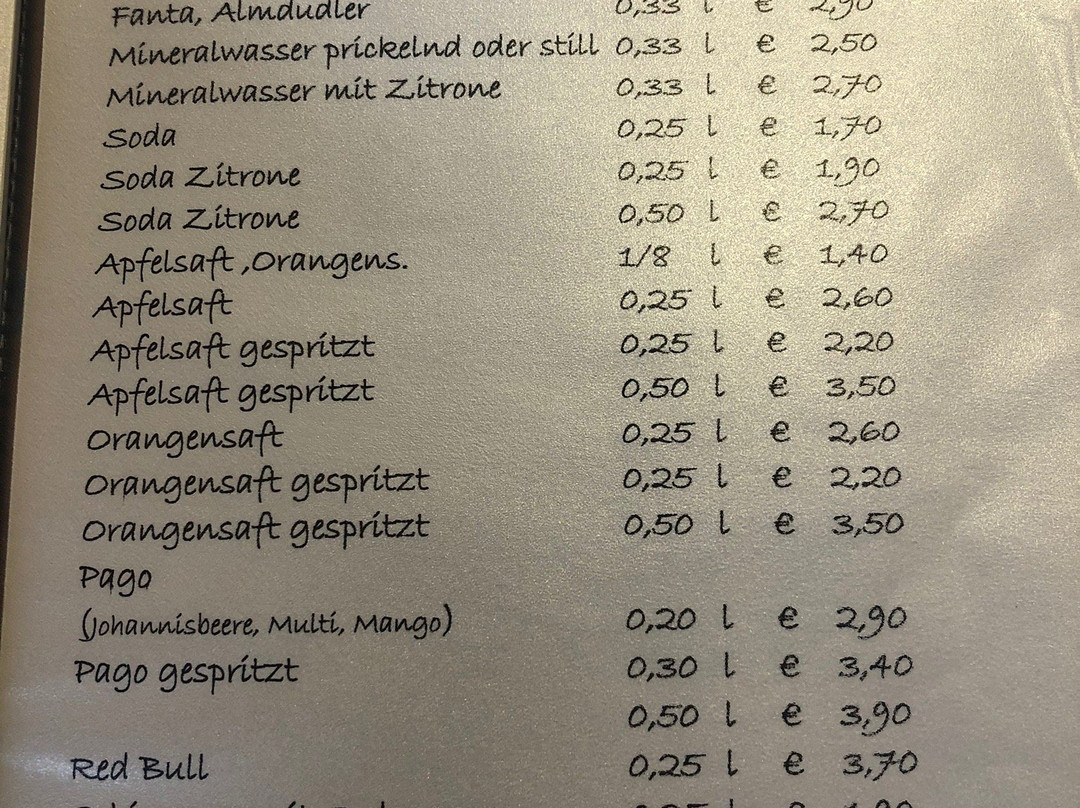 Fanta, Almdudler 0,33 l € 2,90
Mineralwasser prickelnd oder still 0,33 l € 2,50
Mineralwasser mit Zitrone 0,33 l € 2,70
Soda 0,25 l € 1,70
Soda Zitrone 0,25 l € 1,90
Soda Zitrone 0,50 l € 2,70
Apfelsaft ,Orangens. 1/8 l € 1,40
Apfelsaft 0,25 l € 2,60
Apfelsaft gespritzt 0,25 l € 2,20
Apfelsaft gespritzt 0,50 l € 3,50
Orangensaft 0,25 l € 2,60
Orangensaft gespritzt 0,25 l € 2,20
Orangensaft gespritzt 0,50 l € 3,50
Pago
(Johannisbeere, Multi, Mango) 0,20 l € 2,90
Pago gespritzt 0,30 l € 3,40
0,50 l € 3,90
Red Bull 0,25 l € 3,70